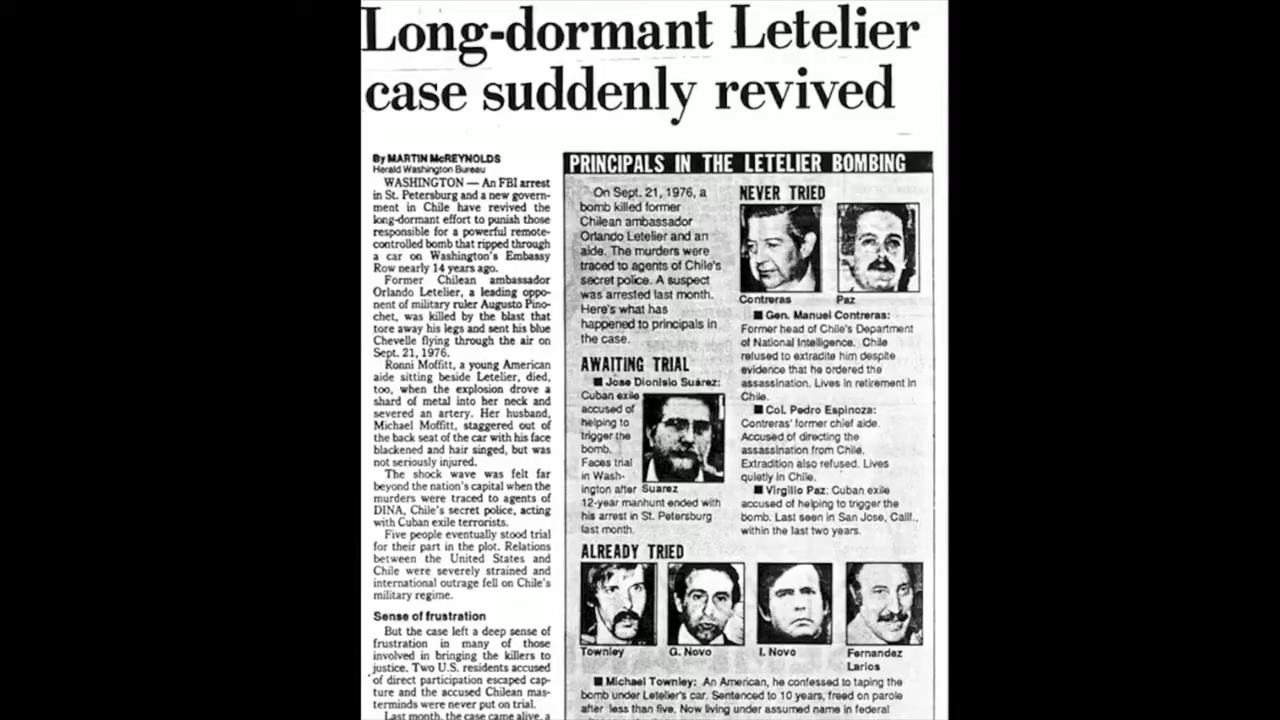 Long-dormant Letelier
case suddenly revived
By MARTIN McREYNOLDS
Herald Washington Bureau
WASHINGTON — An FBI arrest
in St. Petersburg and a new govern-
ment in Chile have revived the
long-dormant effort to punish those
responsible for a powerful remote-
controlled bomb that ripped through
a car on Washington's Embassy
Row nearly 14 years ago.
Former Chilean ambassador
Orlando Letelier, a leading oppo-
nent of military ruler Augusto Pino-
chet, was killed by the blast that
tore away his legs and sent his blue
Chevelle flying through the air on
Sept. 21, 1976.
Ronni Moffitt, a young American
aide sitting beside Letelier, died,
too, when the explosion drove a
shard of metal into her neck and
severed an artery. Her husband,
Michael Moffitt, staggered out of
the back seat of the car with his face
blackened and hair singed, but was
not seriously injured.
The shock wave was felt far
beyond the nation's capital when the
murders were traced to agents of
DINA, Chile's secret police, acting
with Cuban exile terrorists.
Five people eventually stood trial
for their part in the plot. Relations
between the United States and
Chile were severely strained and
international outrage fell on Chile's
military regime.
Sense of frustration
But the case left a deep sense of
frustration in many of those
involved in bringing the killers to
justice. Two U.S. residents accused
of direct participation escaped cap-
ture and the accused Chilean mas-
terminds were never put on trial.
Last month, the case came alive, a
PRINCIPALS IN THE LETELIER BOMBING
On Sept. 21, 1976, a
bomb killed former
Chilean ambassador
Orlando Letelier and an
aide. The murders were
traced to agents of Chile's
secret police. A suspect
was arrested last month.
Here's what has
happened to principals in
the case.
AWAITING TRIAL
■ Jose Dionisio Suárez:
Cuban exile
accused of
helping to
trigger the
bomb.
Faces trial
in Wash-
ington after
Suarez
12-year manhunt ended with
his arrest in St. Petersburg
last month.
NEVER TRIED
Contreras Paz
■ Gen. Manuel Contreras:
Former head of Chile's Department
of National Intelligence. Chile
refused to extradite him despite
evidence that he ordered the
assassination. Lives in retirement in
Chile.
■ Col. Pedro Espinoza:
Contreras' former chief aide.
Accused of directing the
assassination from Chile.
Extradition also refused. Lives
quietly in Chile.
■ Virgilio Paz: Cuban exile
accused of helping to trigger the
bomb. Last seen in San Jose, Calif.,
within the last two years.
ALREADY TRIED
Townley G. Novo I. Novo Fernandez
Larios
■ Michael Townley: An American, he confessed to taping the
bomb under Letelier's car. Sentenced to 10 years, freed on parole
after less than five. Now living under assumed name in federal